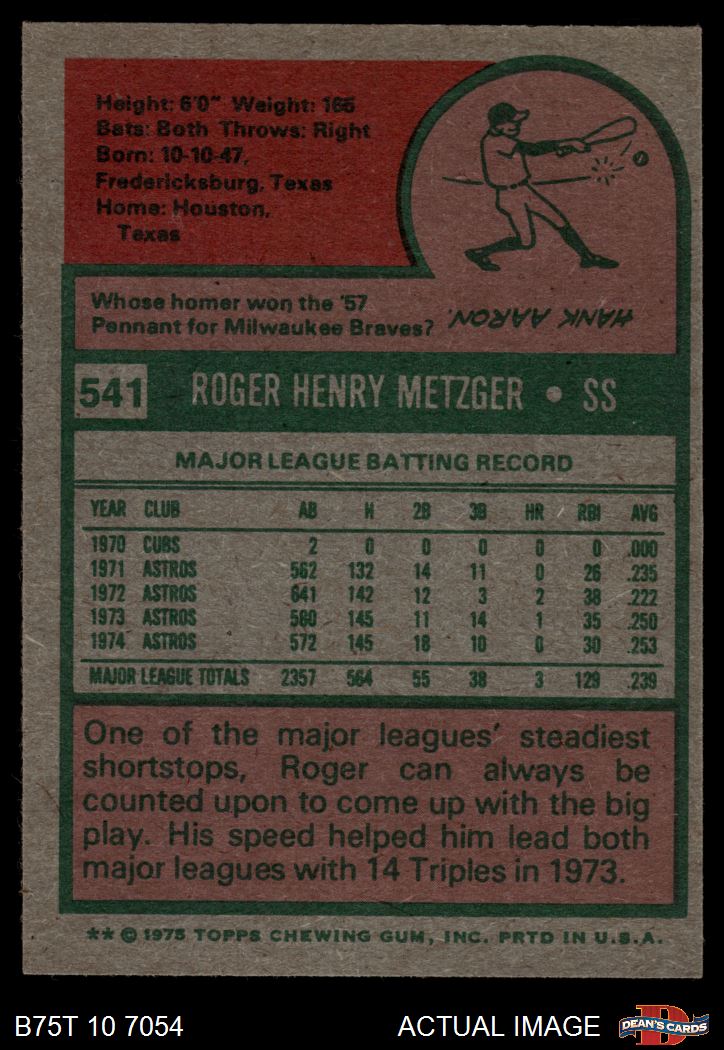 Height: 6'0" Weight: 165
Bats: Both Throws: Right
Born: 10-10-47,
Fredericksburg, Texas
Home: Houston,
Texas
Whose homer won the '57
Pennant for Milwaukee Braves?
HANK AARON.
541 ROGER HENRY METZGER • SS
MAJOR LEAGUE BATTING RECORD
YEAR CLUB AB H 2B 3B HR RBI AVG
1970 CUBS 2 0 0 0 0 0 .000
1971 ASTROS 562 132 14 11 0 26 .235
1972 ASTROS 641 142 12 3 2 38 .222
1973 ASTROS 580 145 11 14 1 35 .250
1974 ASTROS 572 145 18 10 0 30 .253
MAJOR LEAGUE TOTALS 2357 564 55 38 3 129 .239
One of the major leagues' steadiest
shortstops, Roger can always be
counted upon to come up with the big
play. His speed helped him lead both
major leagues with 14 Triples in 1973.
** © 1975 TOPPS CHEWING GUM, INC. PRTD IN U.S.A.
B75T 10 7054 ACTUAL IMAGE
D
DEAN'S CARDS